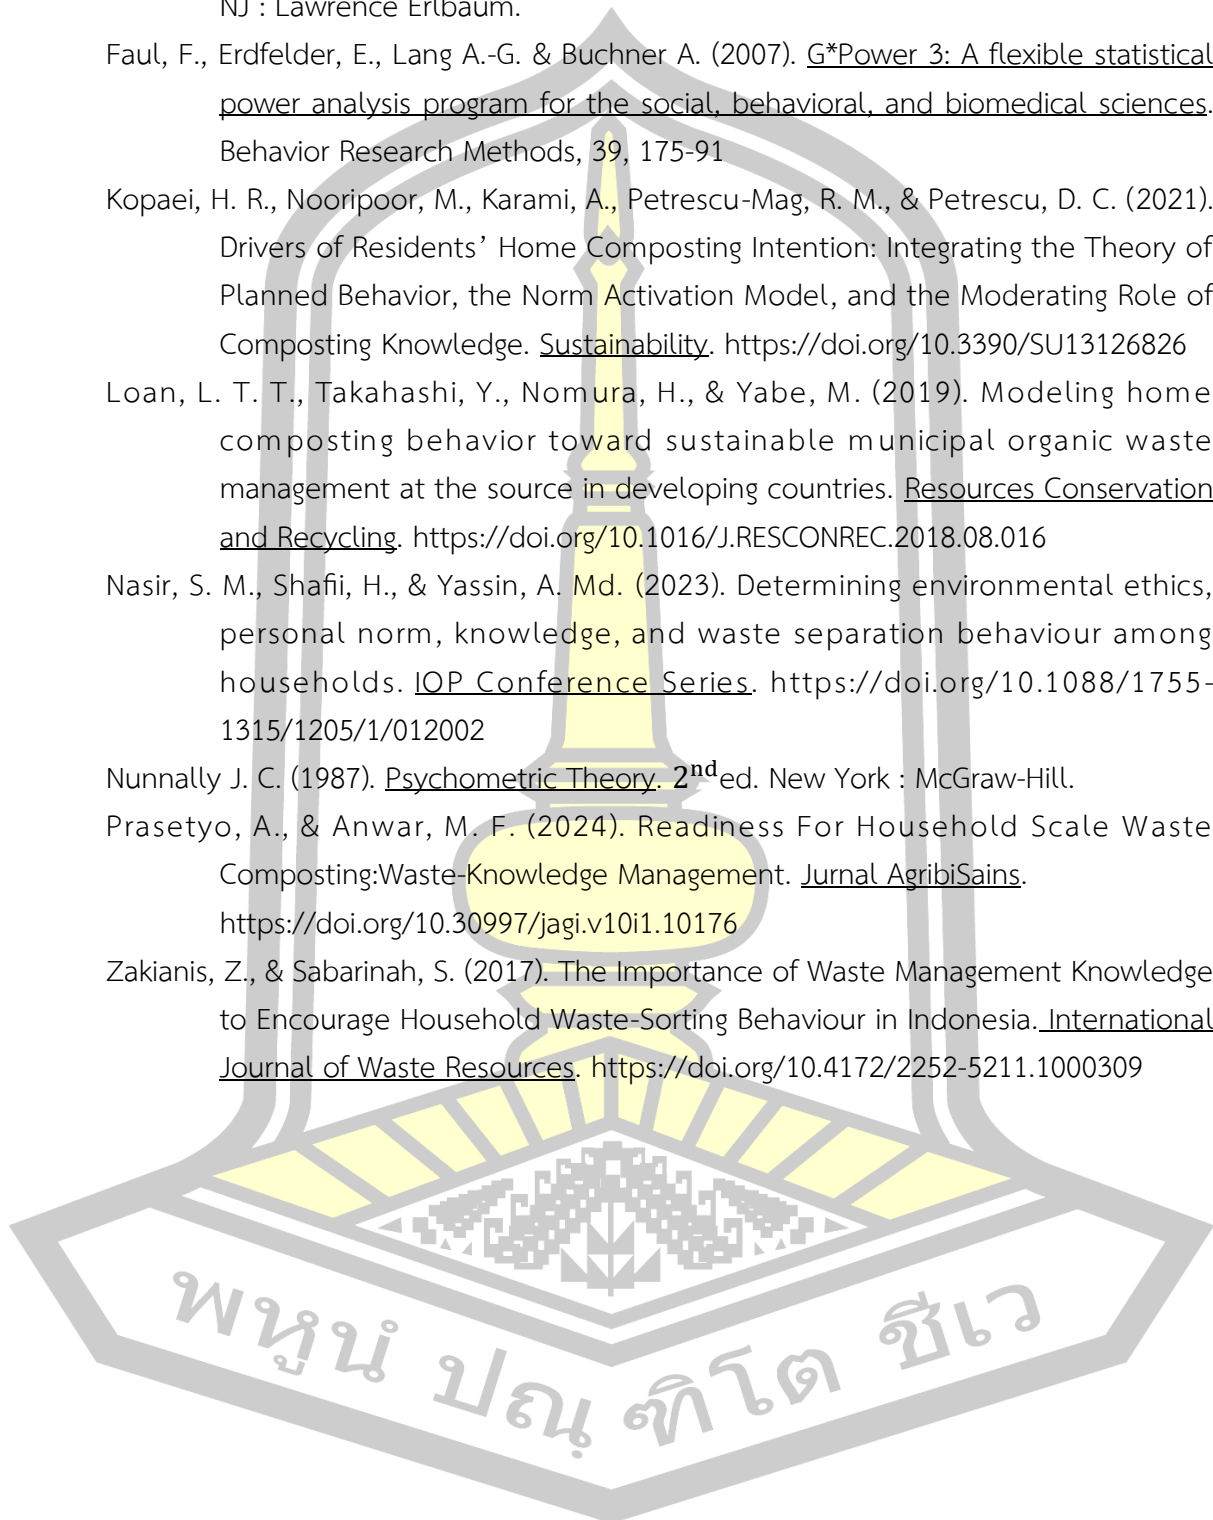 NJ : Lawrence Erlbaum.
Faul, F., Erdfelder, E., Lang A.-G. & Buchner A. (2007). G*Power 3: A flexible statistical
power analysis program for the social, behavioral, and biomedical sciences.
Behavior Research Methods, 39, 175-91
Kopaei, H. R., Nooripoor, M., Karami, A., Petrescu-Mag, R. M., & Petrescu, D. C. (2021).
Drivers of Residents’ Home Composting Intention: Integrating the Theory of
Planned Behavior, the Norm Activation Model, and the Moderating Role of
Composting Knowledge. Sustainability. https://doi.org/10.3390/SU13126826
Loan, L. T. T., Takahashi, Y., Nomura, H., & Yabe, M. (2019). Modeling home
composting behavior toward sustainable municipal organic waste
management at the source in developing countries. Resources Conservation
and Recycling. https://doi.org/10.1016/J.RESCONREC.2018.08.016
Nasir, S. M., Shafii, H., & Yassin, A. Md. (2023). Determining environmental ethics,
personal norm, knowledge, and waste separation behaviour among
households. IOP Conference Series. https://doi.org/10.1088/1755-
1315/1205/1/012002
Nunnally J. C. (1987). Psychometric Theory. 2ⁿᵈed. New York : McGraw-Hill.
Prasetyo, A., & Anwar, M. F. (2024). Readiness For Household Scale Waste
Composting:Waste-Knowledge Management. Jurnal AgribiSains.
https://doi.org/10.30997/jagi.v10i1.10176
Zakianis, Z., & Sabarinah, S. (2017). The Importance of Waste Management Knowledge
to Encourage Household Waste-Sorting Behaviour in Indonesia. International
Journal of Waste Resources. https://doi.org/10.4172/2252-5211.1000309
พหูนํ ปณฺฑิโต ชีเว